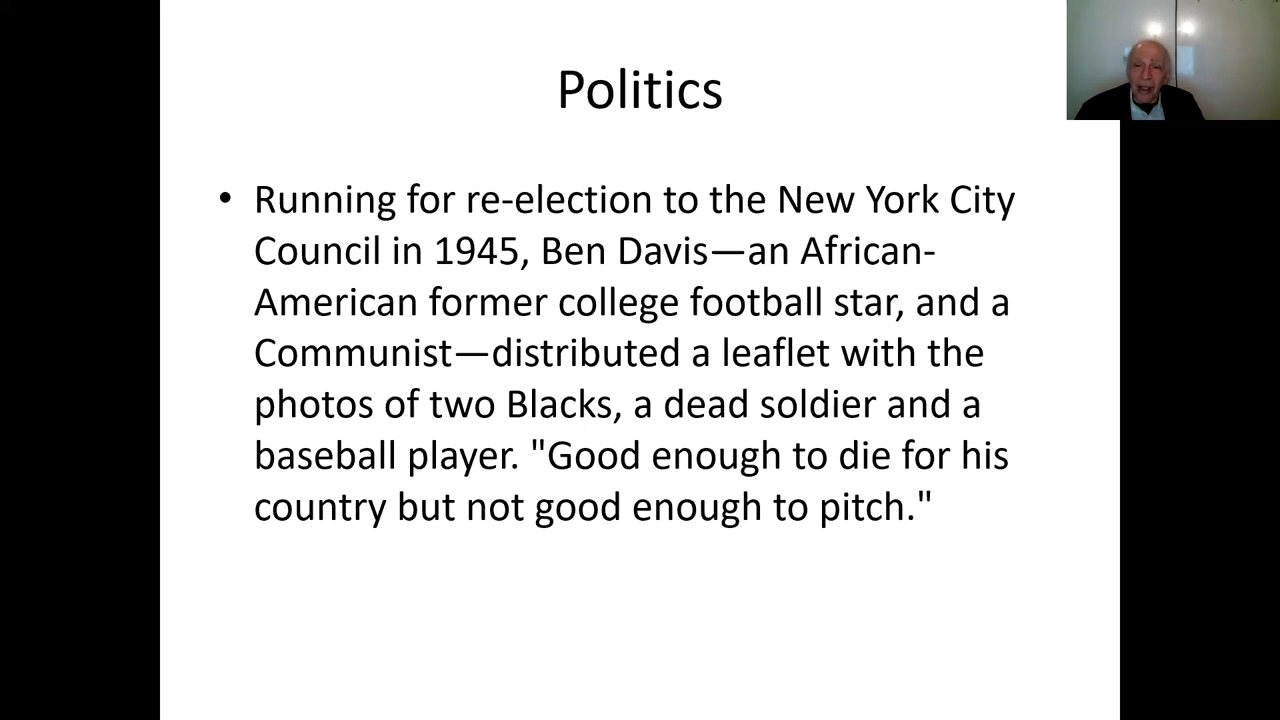 Politics
• Running for re-election to the New York City
Council in 1945, Ben Davis—an African-
American former college football star, and a
Communist—distributed a leaflet with the
photos of two Blacks, a dead soldier and a
baseball player. "Good enough to die for his
country but not good enough to pitch."